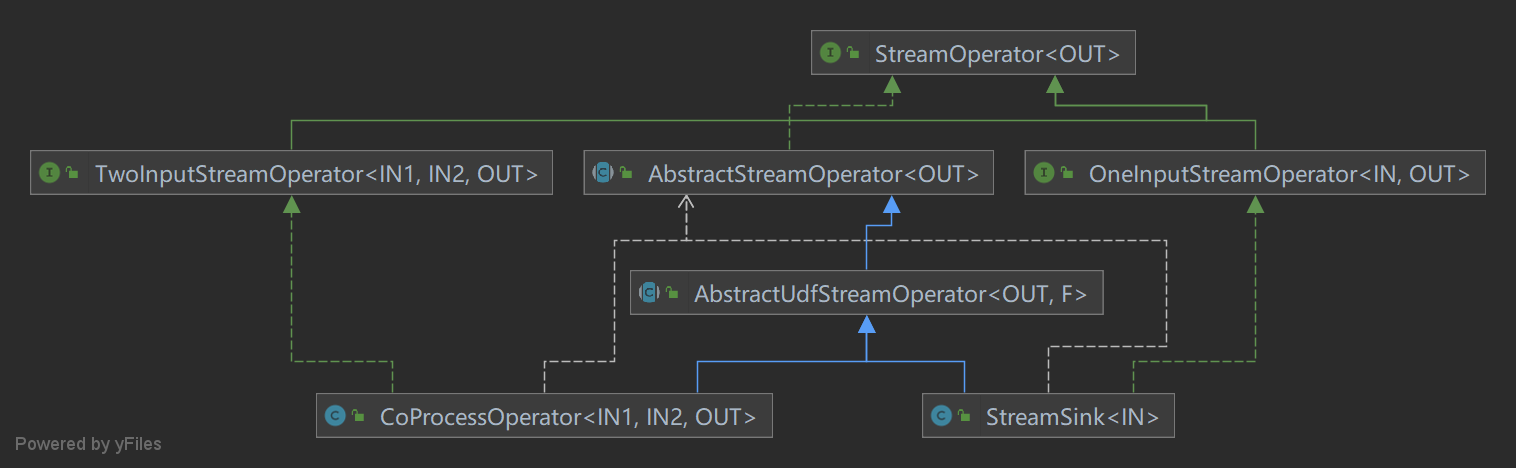 StreamOperator<OUT>
TwoInputStreamOperator<IN1, IN2, OUT>
AbstractStreamOperator<OUT>
OneInputStreamOperator<IN, OUT>
AbstractUdfStreamOperator<OUT, F>
CoProcessOperator<IN1, IN2, OUT>
StreamSink<IN>
Powered by yFiles